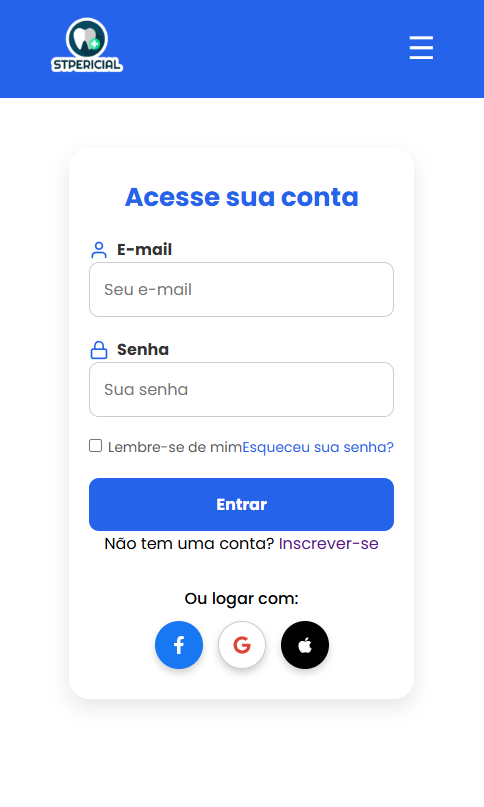 STPERICIAL
Acesse sua conta
E-mail
Seu e-mail
Senha
Sua senha
Lembre-se de mimEsqueceu sua senha?
Entrar
Não tem uma conta? Inscrever-se
Ou logar com: